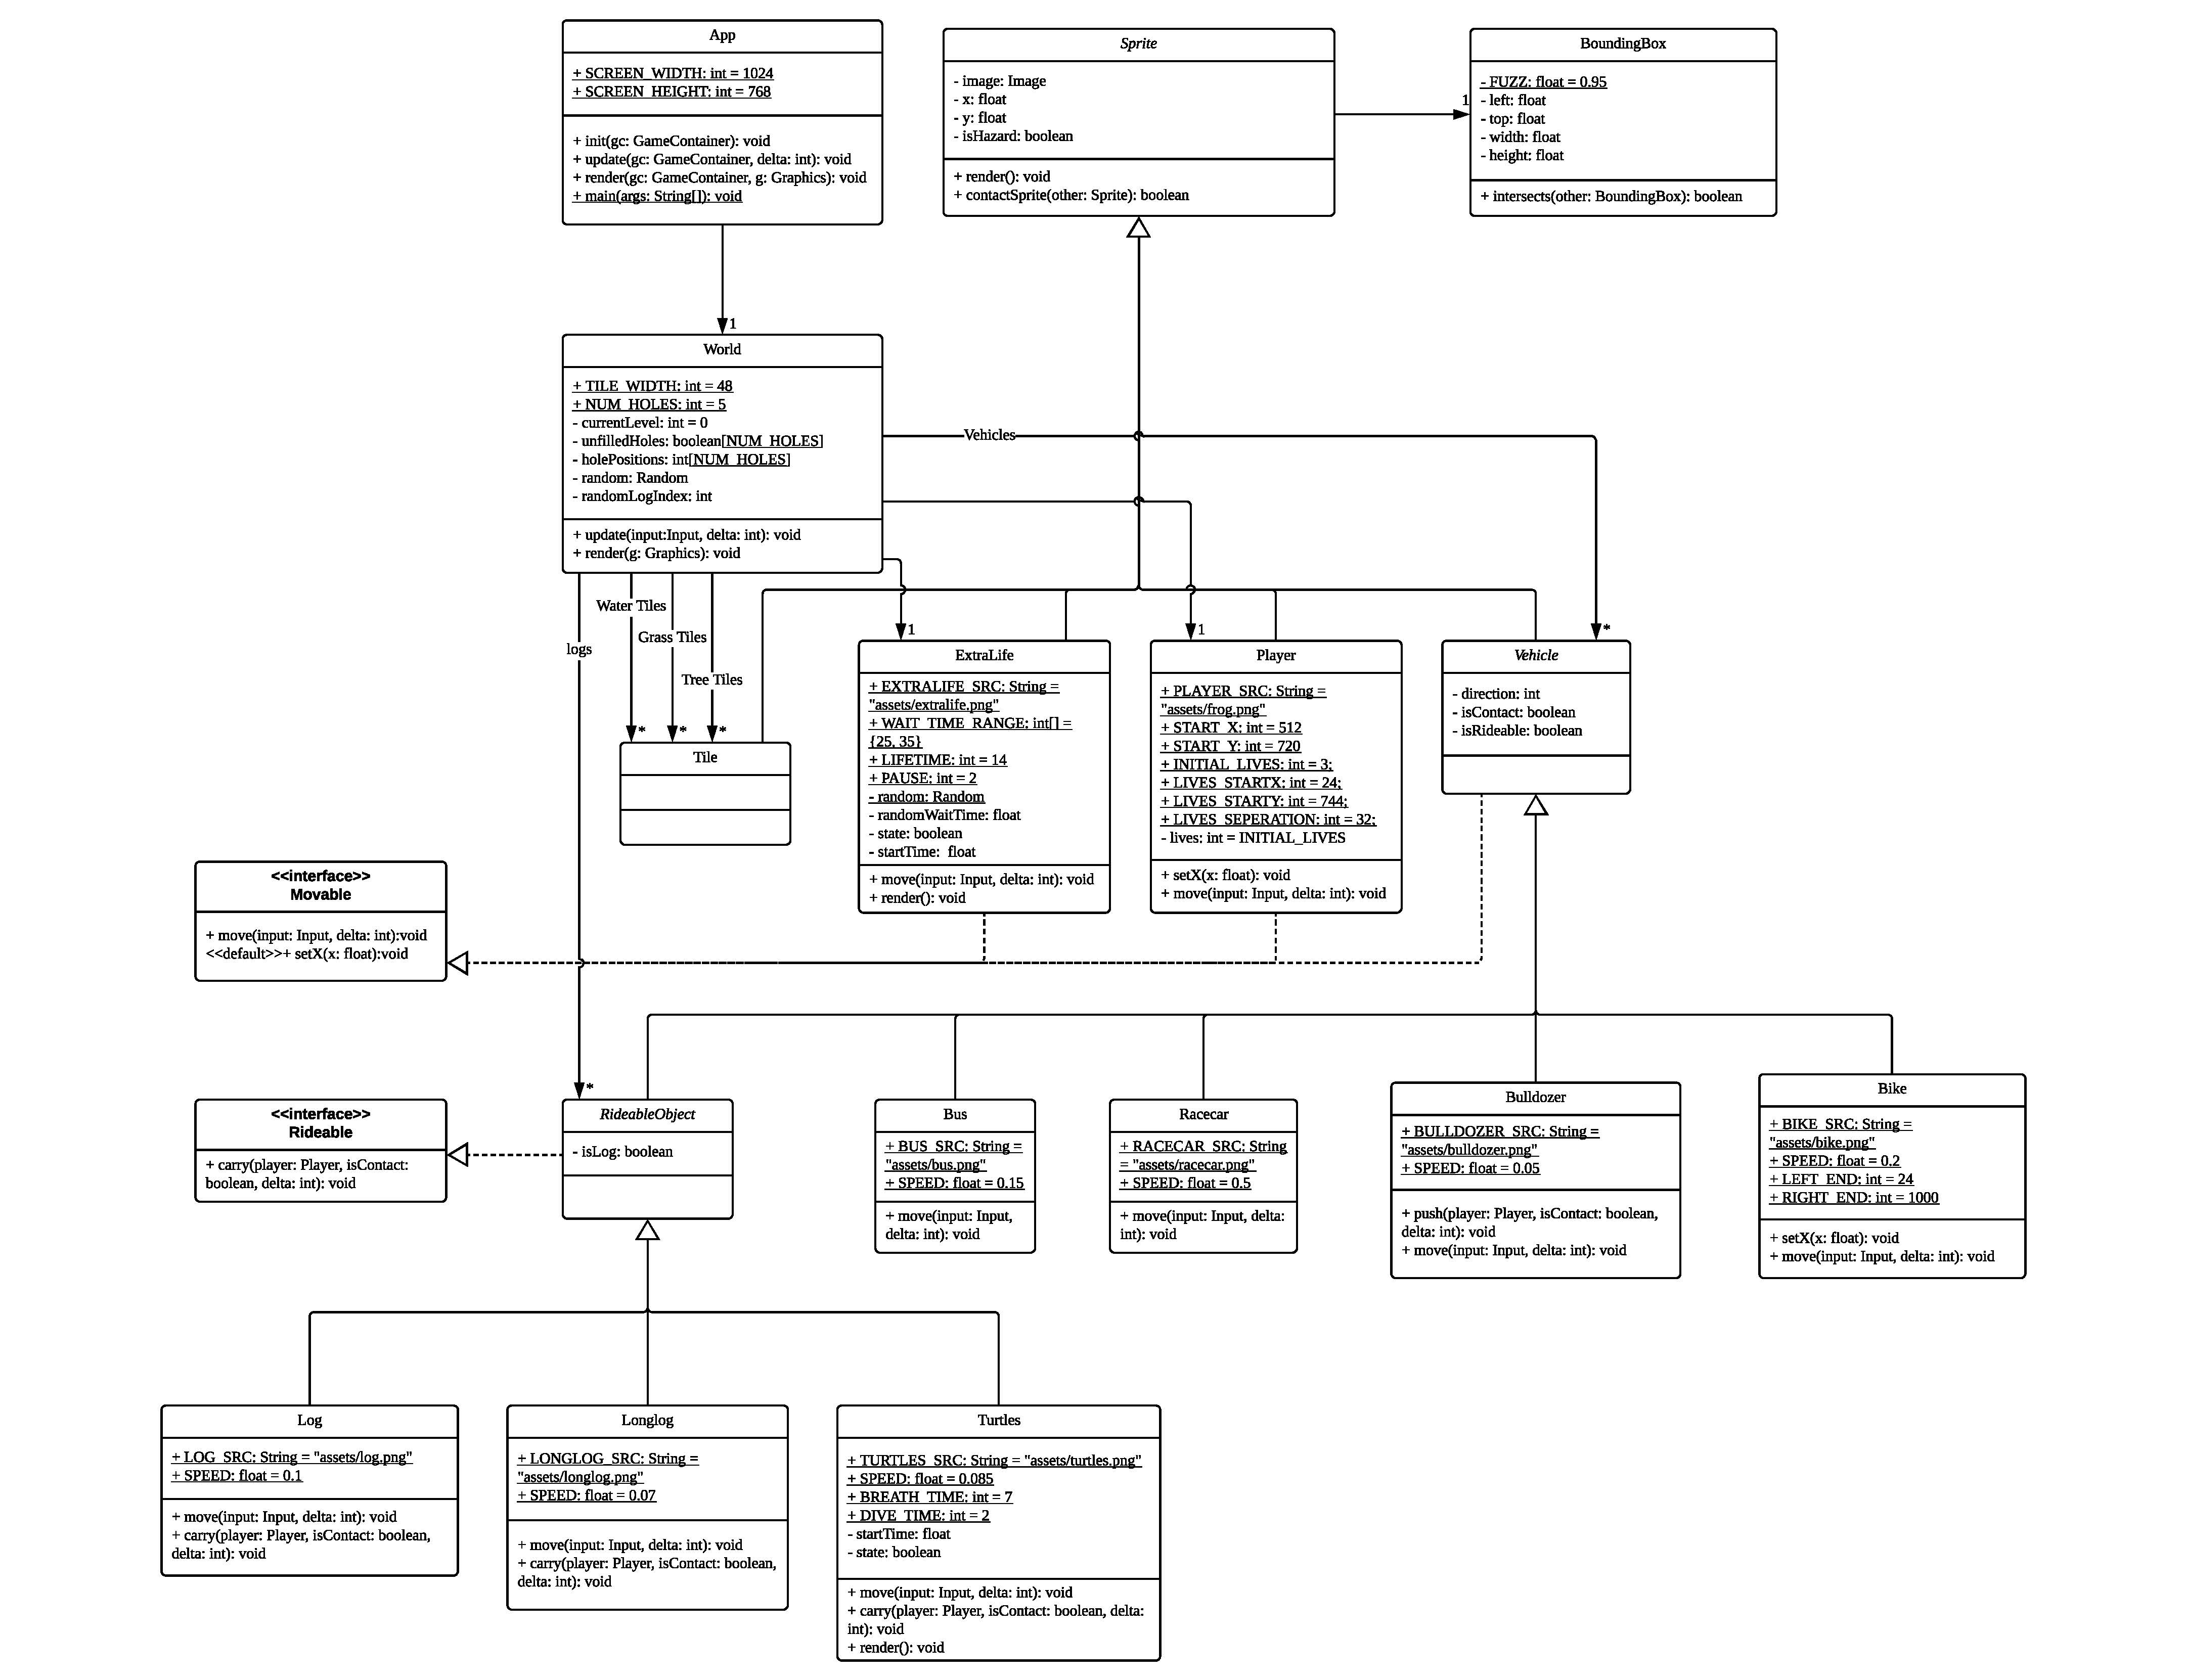 App
+ SCREEN_WIDTH: int = 1024
+ SCREEN_HEIGHT: int = 768
+ init(gc: GameContainer): void
+ update(gc: GameContainer, delta: int): void
+ render(gc: GameContainer, g: Graphics): void
+ main(args: String[]): void
Sprite
- image: Image
- x: float
- y: float
- isHazard: boolean
+ render(): void
+ contactSprite(other: Sprite): boolean
1
BoundingBox
- FUZZ: float = 0.95
- left: float
- top: float
- width: float
- height: float
+ intersects(other: BoundingBox): boolean
1
World
+ TILE_WIDTH: int = 48
+ NUM_HOLES: int = 5
- currentLevel: int = 0
- unfilledHoles: boolean[NUM_HOLES]
- holePositions: int[NUM_HOLES]
- random: Random
- randomLogIndex: int
+ update(input:Input, delta: int): void
+ render(g: Graphics): void
Vehicles
logs
Water Tiles
Grass Tiles
Tree Tiles
*
*
*
1
1
*
Tile
ExtraLife
+ EXTRALIFE_SRC: String =
"assets/extralife.png"
+ WAIT_TIME_RANGE: int[] =
{25, 35}
+ LIFETIME: int = 14
+ PAUSE: int = 2
- random: Random
- randomWaitTime: float
- state: boolean
- startTime:  float
+ move(input: Input, delta: int): void
+ render(): void
Player
+ PLAYER_SRC: String =
"assets/frog.png"
+ START_X: int = 512
+ START_Y: int = 720
+ INITIAL_LIVES: int = 3;
+ LIVES_STARTX: int = 24;
+ LIVES_STARTY: int = 744;
+ LIVES_SEPERATION: int = 32;
- lives: int = INITIAL_LIVES
+ setX(x: float): void
+ move(input: Input, delta: int): void
Vehicle
- direction: int
- isContact: boolean
- isRideable: boolean
<<interface>>
Movable
+ move(input: Input, delta: int):void
<<default>>+ setX(x: float):void
<<interface>>
Rideable
+ carry(player: Player, isContact:
boolean, delta: int): void
*
RideableObject
- isLog: boolean
Bus
+ BUS_SRC: String =
"assets/bus.png"
+ SPEED: float = 0.15
+ move(input: Input,
delta: int): void
Racecar
+ RACECAR_SRC: String
= "assets/racecar.png"
+ SPEED: float = 0.5
+ move(input: Input, delta:
int): void
Bulldozer
+ BULLDOZER_SRC: String =
"assets/bulldozer.png"
+ SPEED: float = 0.05
+ push(player: Player, isContact: boolean,
delta: int): void
+ move(input: Input, delta: int): void
Bike
+ BIKE_SRC: String =
"assets/bike.png"
+ SPEED: float = 0.2
+ LEFT_END: int = 24
+ RIGHT_END: int = 1000
+ setX(x: float): void
+ move(input: Input, delta: int): void
Log
+ LOG_SRC: String = "assets/log.png"
+ SPEED: float = 0.1
+ move(input: Input, delta: int): void
+ carry(player: Player, isContact: boolean,
delta: int): void
Longlog
+ LONGLOG_SRC: String =
"assets/longlog.png"
+ SPEED: float = 0.07
+ move(input: Input, delta: int): void
+ carry(player: Player, isContact: boolean,
delta: int): void
Turtles
+ TURTLES_SRC: String = "assets/turtles.png"
+ SPEED: float = 0.085
+ BREATH_TIME: int = 7
+ DIVE_TIME: int = 2
- startTime: float
- state: boolean
+ move(input: Input, delta: int): void
+ carry(player: Player, isContact: boolean, delta:
int): void
+ render(): void